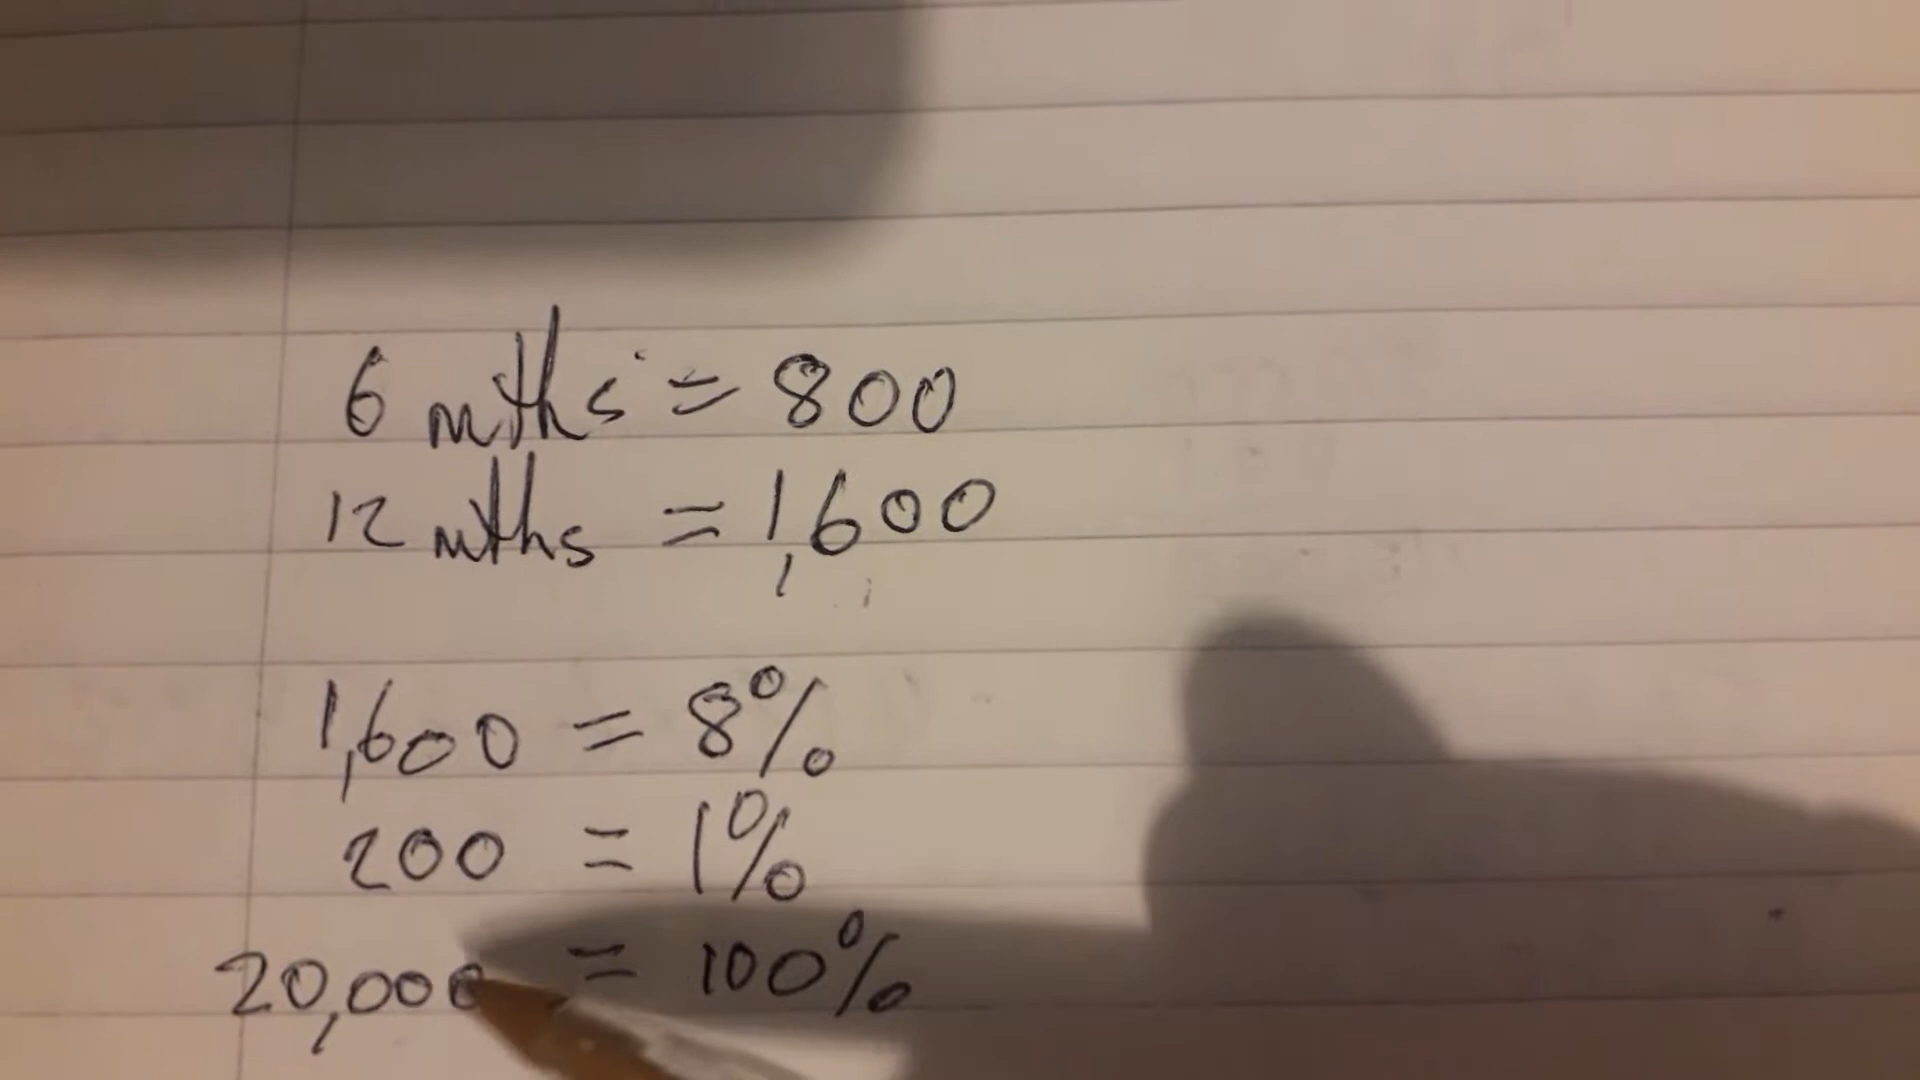 6 mths = 800
12 mths = 1,600
1,600 = 8%
200 = 1%
20,000 = 100%